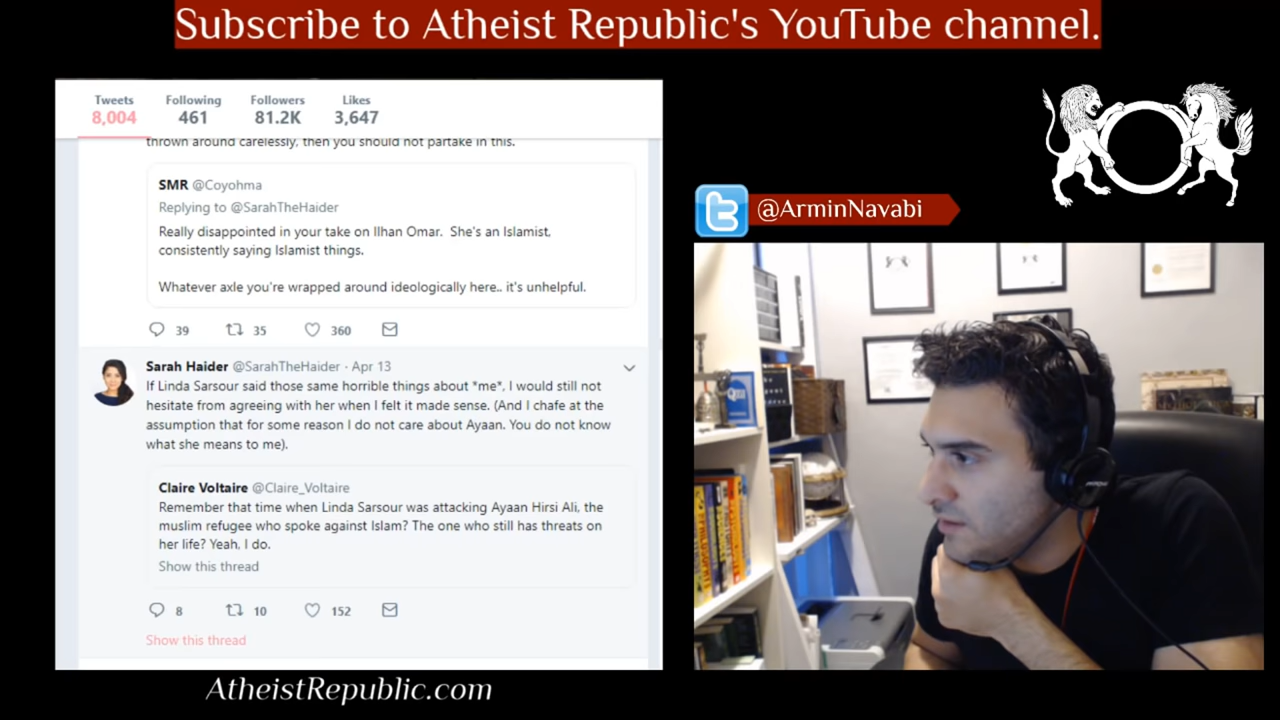 Subscribe to Atheist Republic's YouTube channel.
Tweets Following Followers Likes
8,004 461 81.2K 3,647
thrown around carelessly, then you should not partake in this.
SMR @Coyohma
Replying to @SarahTheHaider
Really disappointed in your take on Ilhan Omar. She's an Islamist,
consistently saying Islamist things.
Whatever axle you're wrapped around ideologically here.. it's unhelpful.
39 35 360
Sarah Haider @SarahTheHaider · Apr 13
If Linda Sarsour said those same horrible things about *me*, I would still not
hesitate from agreeing with her when I felt it made sense. (And I chafe at the
assumption that for some reason I do not care about Ayaan. You do not know
what she means to me).
Claire Voltaire @Claire_Voltaire
Remember that time when Linda Sarsour was attacking Ayaan Hirsi Ali, the
muslim refugee who spoke against Islam? The one who still has threats on
her life? Yeah, I do.
Show this thread
8 10 152
Show this thread
@ArminNavabi
AtheistRepublic.com